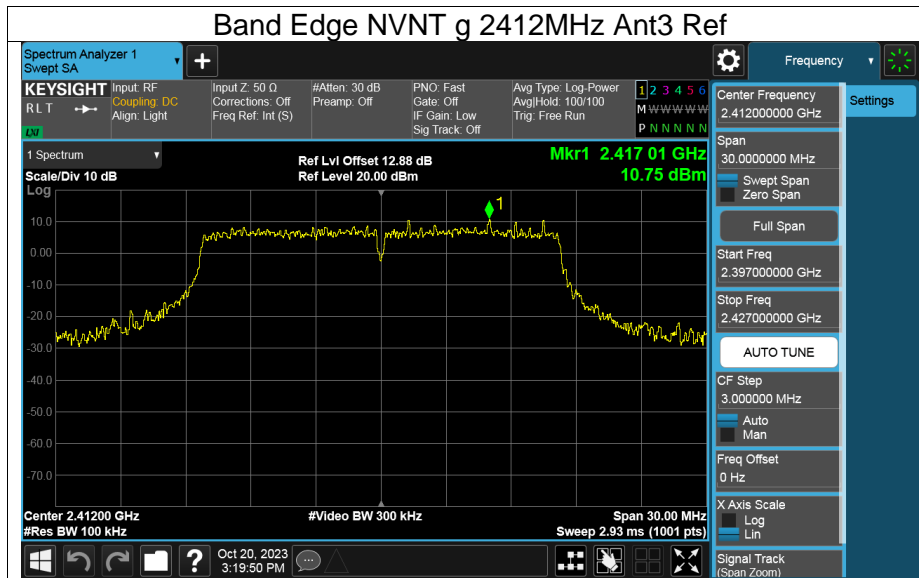 Band Edge NVNT g 2412MHz Ant3 Ref
Spectrum Analyzer 1
Swept SA
+
Frequency
KEYSIGHT
RLT
LXI
Input: RF
Coupling: DC
Align: Light
Input Z: 50 Ω
Corrections: Off
Freq Ref: Int (S)
#Atten: 30 dB
Preamp: Off
PNO: Fast
Gate: Off
IF Gain: Low
Sig Track: Off
Avg Type: Log-Power
Avg|Hold: 100/100
Trig: Free Run
1 2 3 4 5 6
M W W W W W
P N N N N N
1 Spectrum
Scale/Div 10 dB
Log
Ref Lvl Offset 12.88 dB
Ref Level 20.00 dBm
Mkr1 2.417 01 GHz
10.75 dBm
1
10.0
0.00
-10.0
-20.0
-30.0
-40.0
-50.0
-60.0
-70.0
Center 2.41200 GHz
#Res BW 100 kHz
#Video BW 300 kHz
Span 30.00 MHz
Sweep 2.93 ms (1001 pts)
Center Frequency
2.412000000 GHz
Span
30.0000000 MHz
Swept Span
Zero Span
Full Span
Start Freq
2.397000000 GHz
Stop Freq
2.427000000 GHz
AUTO TUNE
CF Step
3.000000 MHz
Auto
Man
Freq Offset
0 Hz
X Axis Scale
Log
Lin
Signal Track
(Span Zoom)
Settings
?
Oct 20, 2023
3:19:50 PM